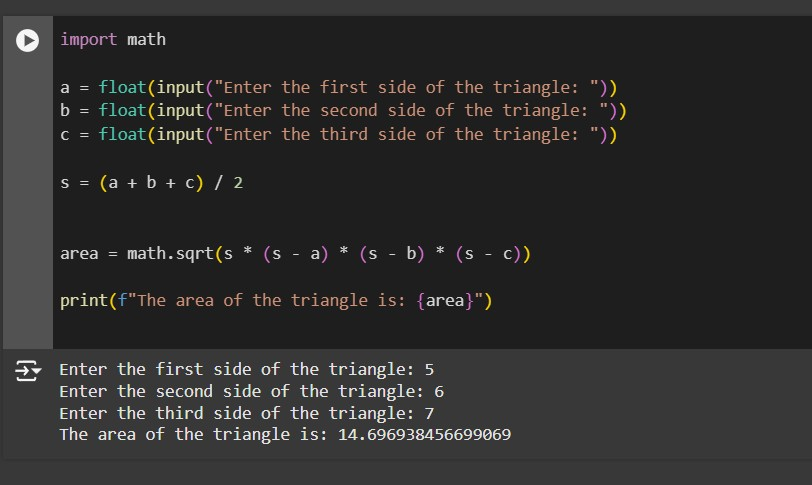 import math
a = float(input("Enter the first side of the triangle: "))
b = float(input("Enter the second side of the triangle: "))
c = float(input("Enter the third side of the triangle: "))
s = (a + b + c) / 2
area = math.sqrt(s * (s - a) * (s - b) * (s - c))
print(f"The area of the triangle is: {area}")
Enter the first side of the triangle: 5
Enter the second side of the triangle: 6
Enter the third side of the triangle: 7
The area of the triangle is: 14.696938456699069